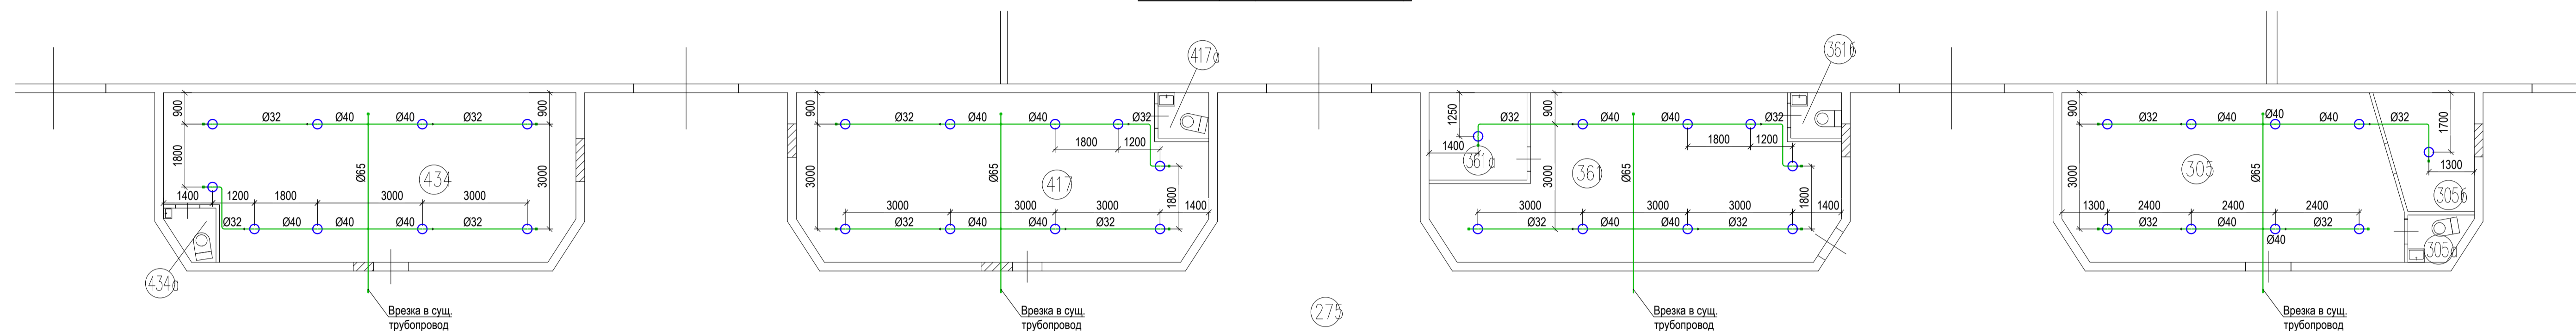 417а
361б
900
Ø32
Ø40
Ø40
Ø32
900
1800
Ø65
434
3000
1400
1200
1800
3000
3000
Ø32
Ø40
Ø40
Ø40
Ø32
434а
Врезка в сущ.
трубопровод
900
Ø32
Ø40
Ø40
Ø32
1800
1200
3000
Ø65
417
1800
3000
3000
3000
1400
Ø32
Ø40
Ø40
Ø32
Врезка в сущ.
трубопровод
275
1250
Ø32
900
Ø40
Ø40
Ø32
1400
1800
1200
361а
3000
361
Ø65
1800
3000
3000
3000
1400
Ø32
Ø40
Ø40
Ø32
Врезка в сущ.
трубопровод
900
Ø32
Ø40
Ø40
Ø40
Ø32
1700
1300
3000
305
Ø65
305б
1300
2400
2400
2400
Ø32
Ø40
Ø32
Ø40
305а
Врезка в сущ.
трубопровод